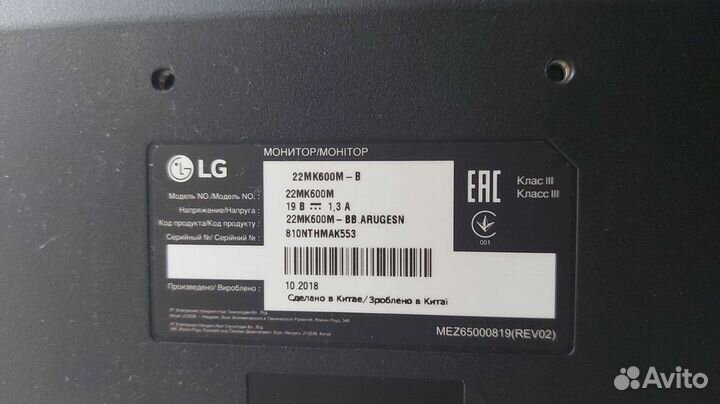 LG
МОНИТОР/МОНІТОР
22MK600M-B
Модель NO./Модель NO. : 22MK600M
Напряжение/Напруга : 19 В ⎓ 1,3 A
Код продукта/Код продукту : 22MK600M-BB.ARUGESN
Серийный №/ Серійний № : 810NTHMAK553
EAC
Клас III
Класс III
001
Произведено/ Вироблено : 10.2018
Сделано в Китае/Зроблено в Китаї
MEZ65000819(REV02)
Avito